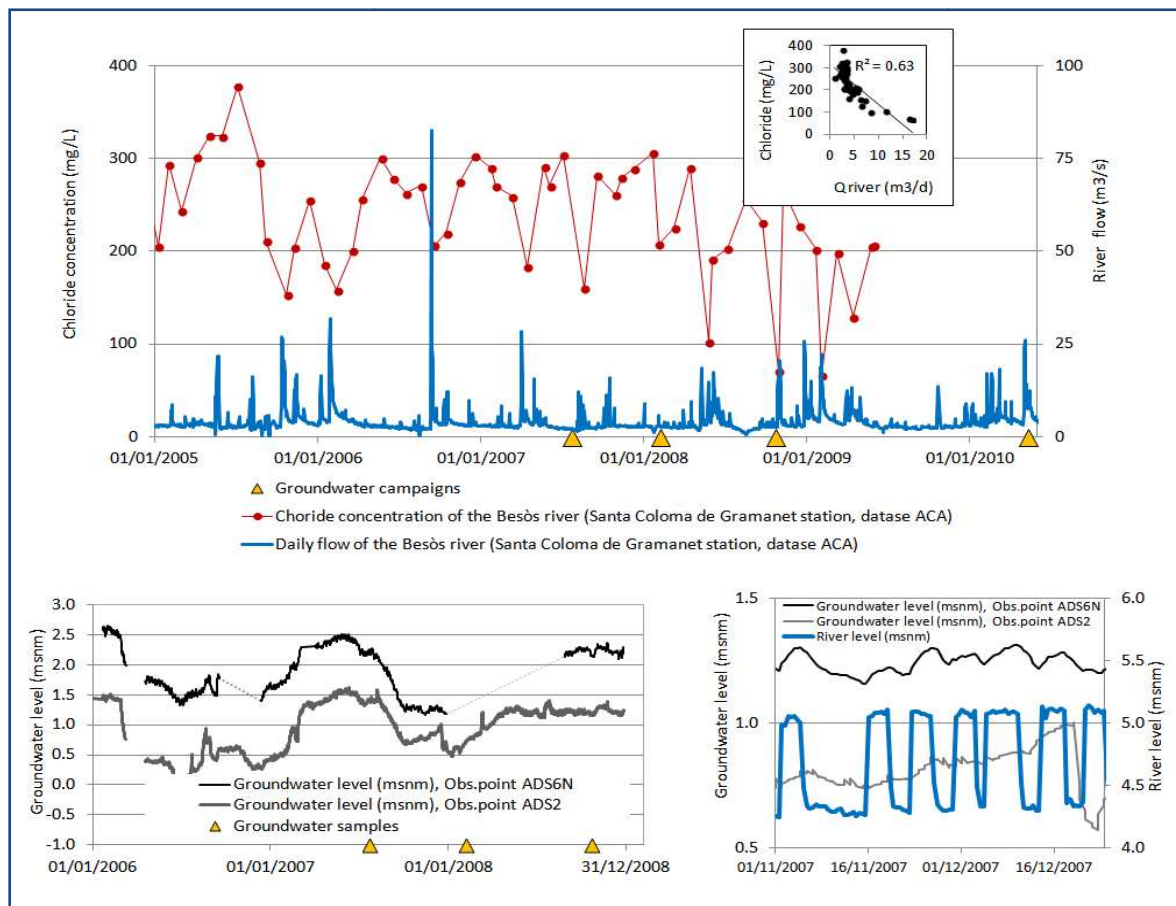 400
300
200
100
0
Chloride concentration (mg/L)
100
75
50
25
0
River flow (m3/s)
01/01/2005
01/01/2006
01/01/2007
01/01/2008
01/01/2009
01/01/2010
400
300
200
100
0
Chloride (mg/L)
R² = 0.63
0 5 10 15 20
Q river (m3/d)
Groundwater campaigns
Choride concentration of the Besòs river (Santa Coloma de Gramanet station, datase ACA)
Daily flow of the Besòs river (Santa Coloma de Gramanet station, datase ACA)
3.0
2.5
2.0
1.5
1.0
0.5
0.0
-0.5
-1.0
Groundwater level (msnm)
Groundwater level (msnm), Obs.point ADS6N
Groundwater level (msnm), Obs.point ADS2
Groundwater samples
01/01/2006
01/01/2007
01/01/2008
31/12/2008
1.5
1.0
0.5
Groundwater level (msnm)
Groundwater level (msnm), Obs.point ADS6N
Groundwater level (msnm), Obs.point ADS2
River level (msnm)
6.0
5.5
5.0
4.5
4.0
River level (msnm)
01/11/2007
16/11/2007
01/12/2007
16/12/2007